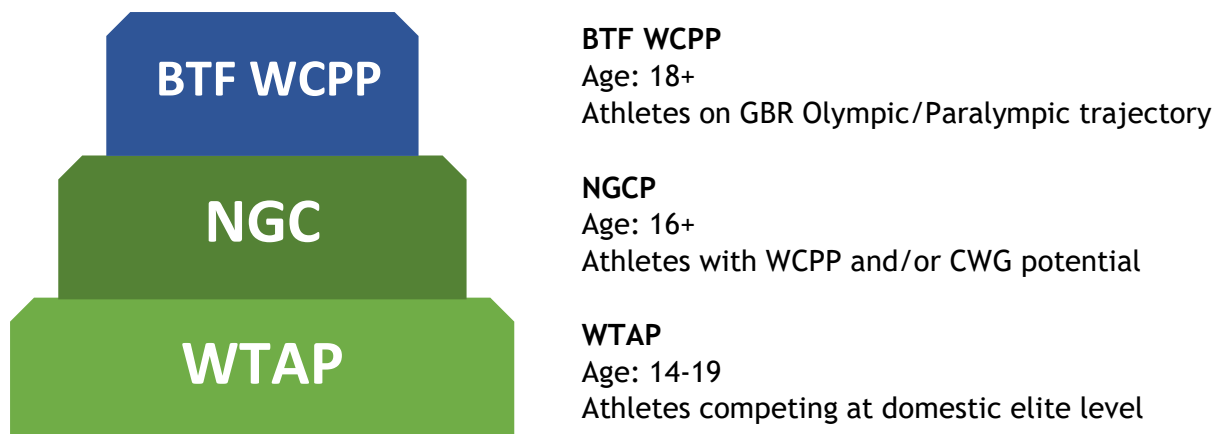 BTF WCPP
NGC
WTAP
BTF WCPP
Age: 18+
Athletes on GBR Olympic/Paralympic trajectory
NGCP
Age: 16+
Athletes with WCPP and/or CWG potential
WTAP
Age: 14-19
Athletes competing at domestic elite level